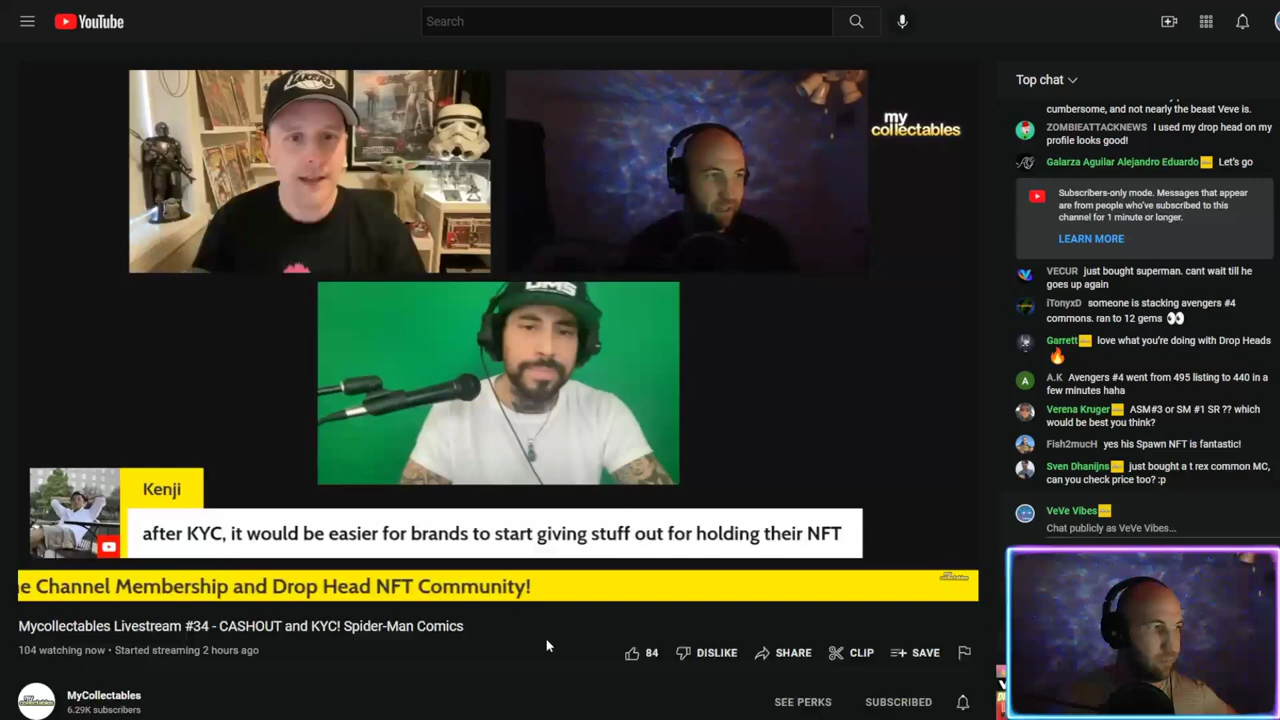 YouTube
Search
LAKERS
DMS
my
collectables
Kenji
after KYC, it would be easier for brands to start giving stuff out for holding their NFT
e Channel Membership and Drop Head NFT Community!
Mycollectables Livestream #34 - CASHOUT and KYC! Spider-Man Comics
104 watching now • Started streaming 2 hours ago
84
DISLIKE
SHARE
CLIP
SAVE
MyCollectables
6.29K subscribers
SEE PERKS
SUBSCRIBED
Top chat
cumbersome, and not nearly the beast Veve is.
ZOMBIEATTACKNEWS I used my drop head on my
profile looks good!
Galarza Aguilar Alejandro Eduardo Let's go
Subscribers-only mode. Messages that appear
are from people who've subscribed to this
channel for 1 minute or longer.
LEARN MORE
VECUR just bought superman. cant wait till he
goes up again
iTonyxD someone is stacking avengers #4
commons. ran to 12 gems 👀
Garrett love what you're doing with Drop Heads
🔥
A
A.K Avengers #4 went from 495 listing to 440 in a
few minutes haha
Verena Kruger ASM#3 or SM #1 SR ?? which
would be best you think?
Fish2mucH yes his Spawn NFT is fantastic!
Sven Dhanijns just bought a t rex common MC,
can you check price too? :p
VeVe Vibes
Chat publicly as VeVe Vibes...